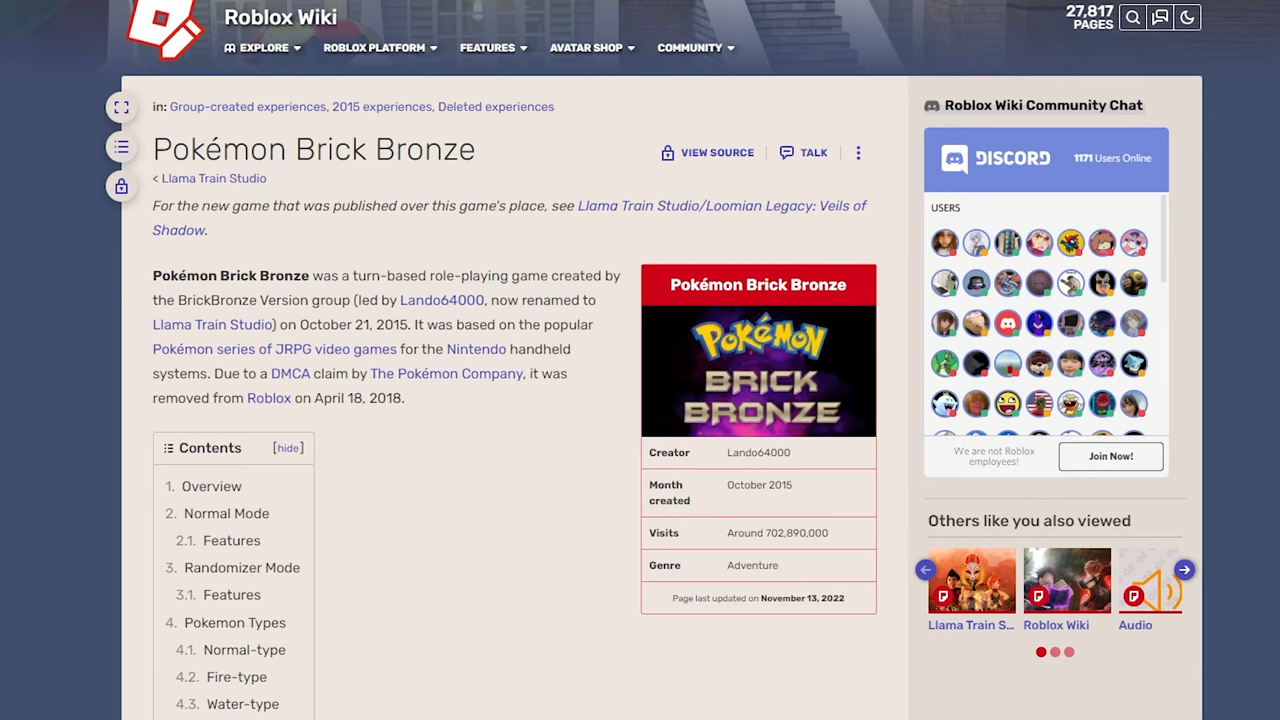 Roblox Wiki
27,817
PAGES
EXPLORE
ROBLOX PLATFORM
FEATURES
AVATAR SHOP
COMMUNITY
in: Group-created experiences, 2015 experiences, Deleted experiences
Pokémon Brick Bronze
VIEW SOURCE
TALK
< Llama Train Studio
For the new game that was published over this game's place, see Llama Train Studio/Loomian Legacy: Veils of
Shadow.
Pokémon Brick Bronze was a turn-based role-playing game created by
the BrickBronze Version group (led by Lando64000, now renamed to
Llama Train Studio) on October 21, 2015. It was based on the popular
Pokémon series of JRPG video games for the Nintendo handheld
systems. Due to a DMCA claim by The Pokémon Company, it was
removed from Roblox on April 18, 2018.
Contents [hide]
1. Overview
2. Normal Mode
2.1. Features
3. Randomizer Mode
3.1. Features
4. Pokemon Types
4.1. Normal-type
4.2. Fire-type
4.3. Water-type
Pokémon Brick Bronze
POKéMON
BRICK
BRONZE
Creator Lando64000
Month
created
October 2015
Visits Around 702,890,000
Genre Adventure
Page last updated on November 13, 2022
Roblox Wiki Community Chat
DISCORD
1171 Users Online
USERS
We are not Roblox
employees!
Join Now!
Others like you also viewed
Llama Train S...
Roblox Wiki
Audio